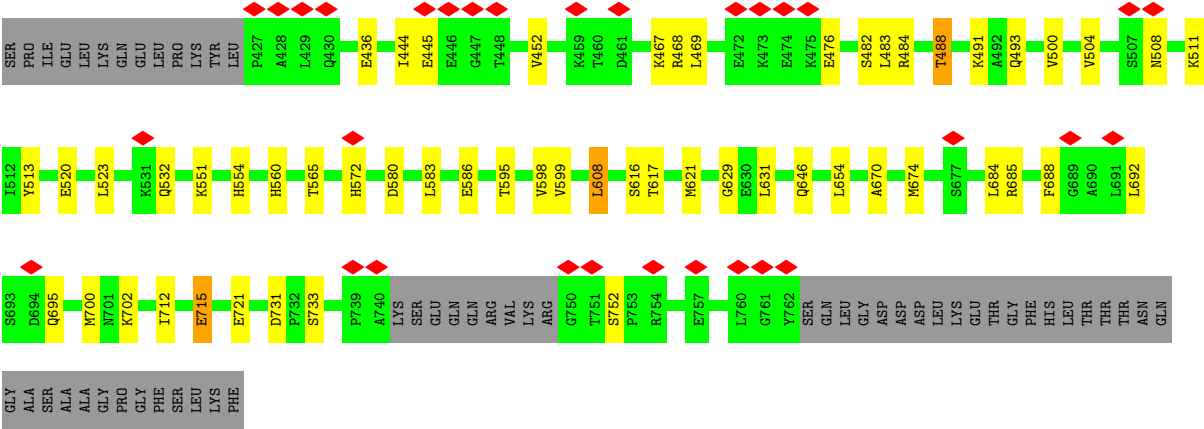 SER PRO ILE GLU LEU LEU LYS GLN GLU LEU PRO LYS TYR LEU P427 A428 L429 Q430 E436 I444 E445 E446 G447 T448 V452 K459 T460 D461 K467 R468 L469 E472 K473 E474 K475 E476 S482 L483 R484 T488 K491 A492 Q493 V500 V504 S507 N508 K511
I512 Y513 E520 L523 K531 Q532 K551 H554 H560 T565 H572 D580 L583 E586 T595 V598 V599 L608 S616 T617 M621 G629 E630 L631 Q646 L654 A670 M674 S677 L684 R685 F688 G689 A690 L691 L692
S693 D694 Q695 M700 N701 K702 I712 E715 E721 D731 P732 S733 P739 A740 LYS SER GLU GLN GLN ARG VAL LYS ARG G750 T751 S752 P753 R754 E757 L760 G761 Y762 SER GLN LEU GLY ASP ASP ASP LEU LYS GLU THR GLY PHE HIS LEU THR THR THR ASN GLN
GLY ALA SER ALA ALA GLY PRO GLY PHE SER LEU LYS PHE